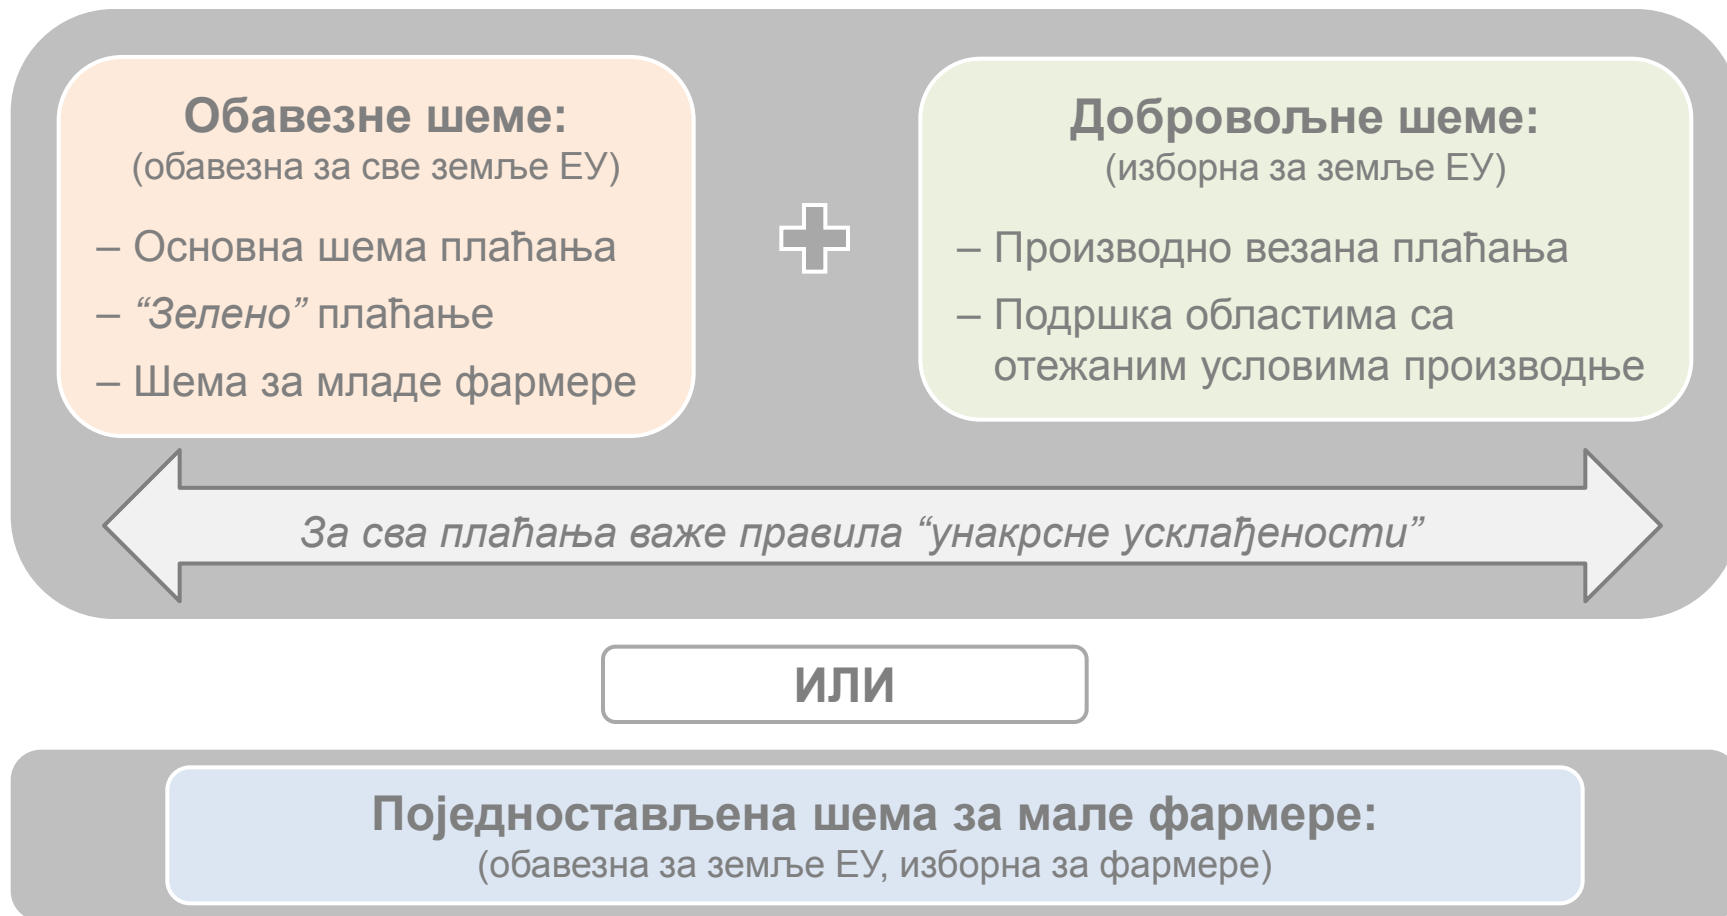 Обавезне шеме:
(обавезна за све земље ЕУ)
– Основна шема плаћања
– “Зелено” плаћање
– Шема за младе фармере
Добровољне шеме:
(изборна за земље ЕУ)
– Производно везана плаћања
– Подршка областима са
отежаним условима производње
За сва плаћања важе правила “унакрсне усклађености”
ИЛИ
Поједностављена шема за мале фармере:
(обавезна за земље ЕУ, изборна за фармере)